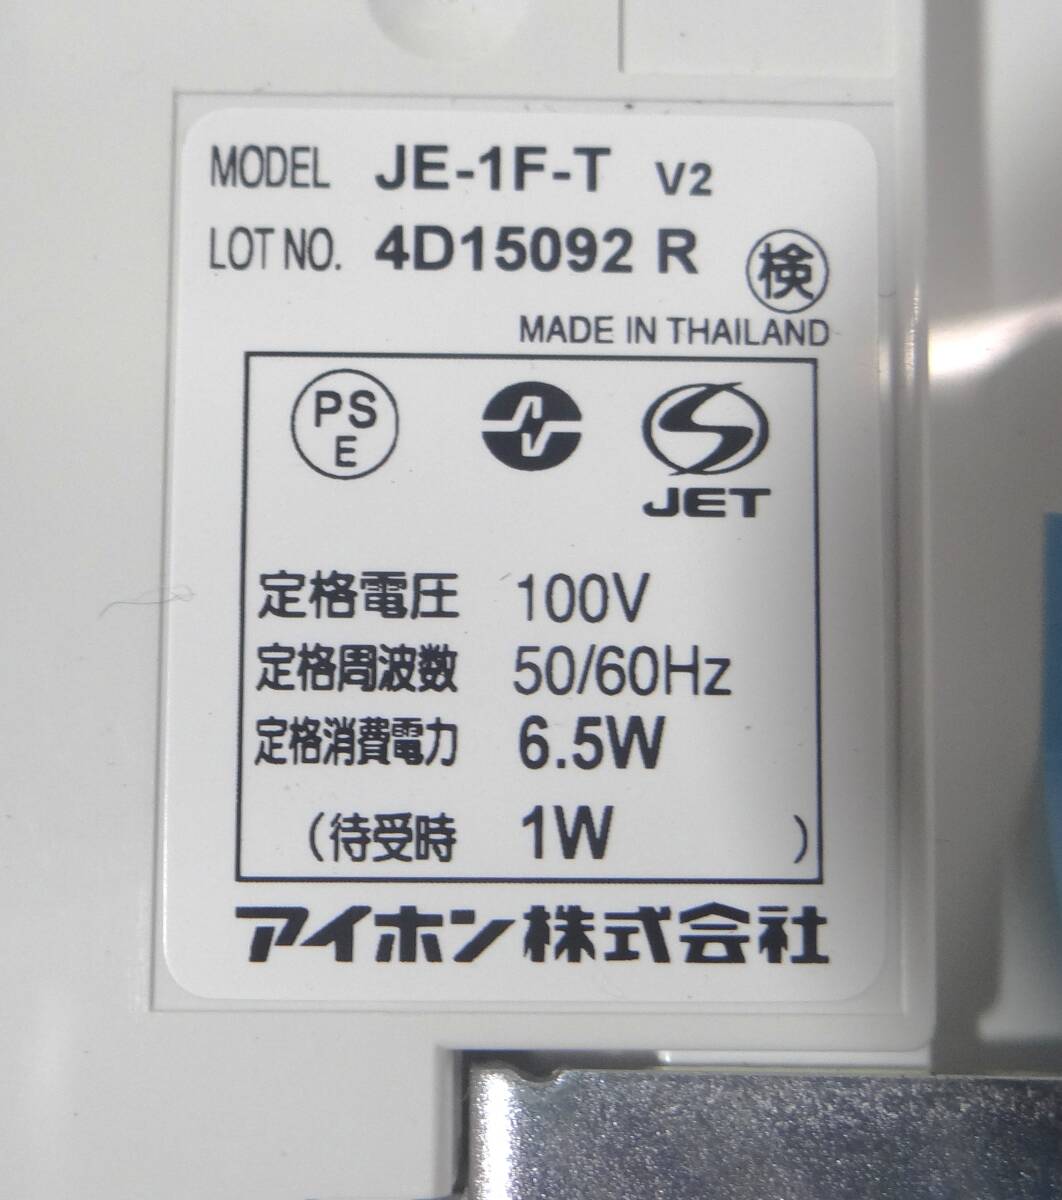 MODEL JE-1F-T V2
LOT NO. 4D15092 R 検
MADE IN THAILAND
PS
E
JET
定格電圧 100V
定格周波数 50/60Hz
定格消費電力 6.5W
(待受時 1W )
アイホン株式会社